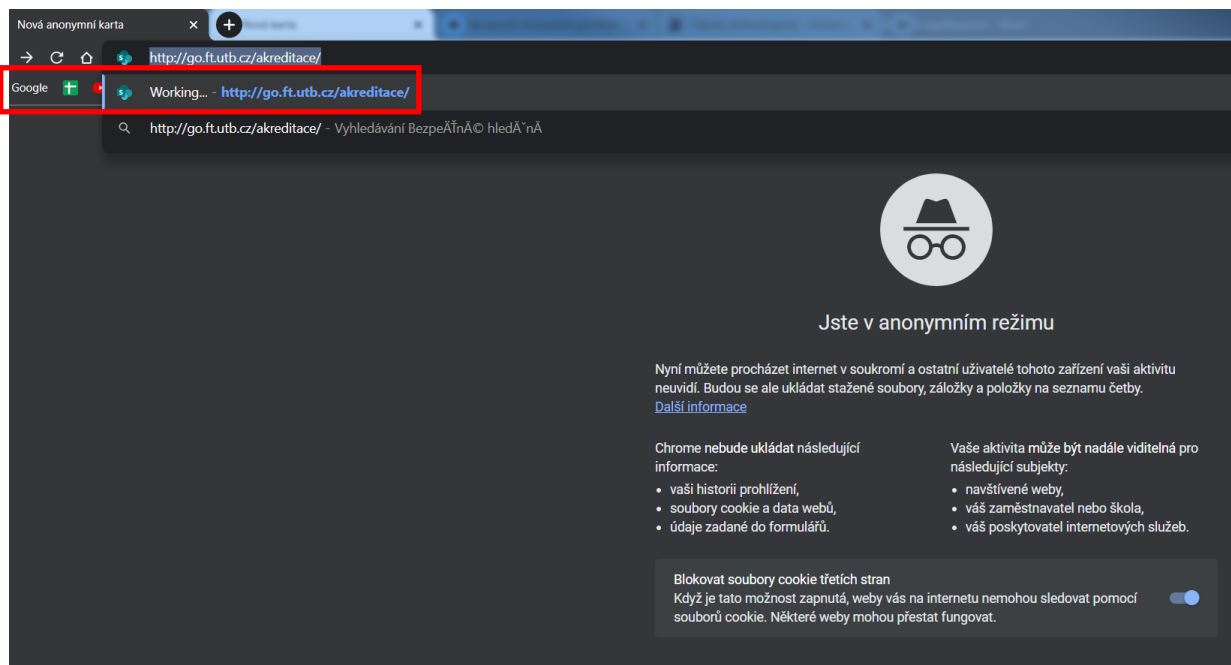 Nová anonymní karta
http://go.ft.utb.cz/akreditace/
Google
Working... - http://go.ft.utb.cz/akreditace/
http://go.ft.utb.cz/akreditace/ - Vyhledávání BezpeÄŤnÄ© hledÄˇnÄ
Jste v anonymním režimu
Nyní můžete procházet internet v soukromí a ostatní uživatelé tohoto zařízení vaši aktivitu
neuvidí. Budou se ale ukládat stažené soubory, záložky a položky na seznamu četby.
Další informace
Chrome nebude ukládat následující
informace:
• vaši historii prohlížení,
• soubory cookie a data webů,
• údaje zadané do formulářů.
Vaše aktivita může být nadále viditelná pro
následující subjekty:
• navštívené weby,
• váš zaměstnavatel nebo škola,
• váš poskytovatel internetových služeb.
Blokovat soubory cookie třetích stran
Když je tato možnost zapnutá, weby vás na internetu nemohou sledovat pomocí
souborů cookie. Některé weby mohou přestat fungovat.